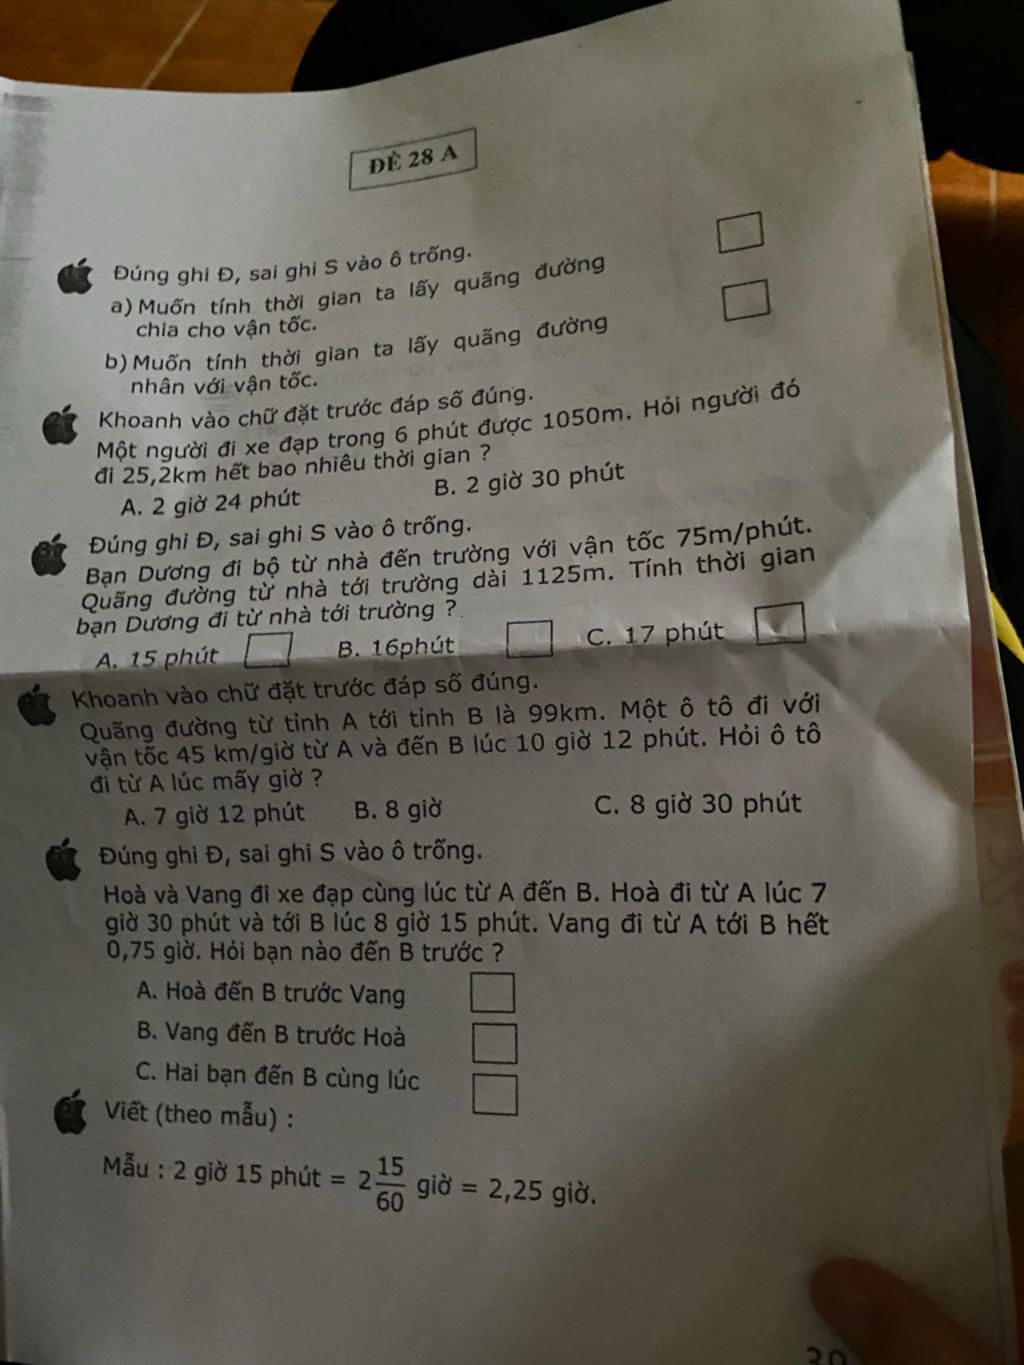 ĐỀ 28 A
Đúng ghi Đ, sai ghi S vào ô trống.
a) Muốn tính thời gian ta lấy quãng đường
chia cho vận tốc.
b) Muốn tính thời gian ta lấy quãng đường
nhân với vận tốc.
Khoanh vào chữ đặt trước đáp số đúng.
Một người đi xe đạp trong 6 phút được 1050m. Hỏi người đó
đi 25,2km hết bao nhiêu thời gian ?
A. 2 giờ 24 phút B. 2 giờ 30 phút
Đúng ghi Đ, sai ghi S vào ô trống.
Bạn Dương đi bộ từ nhà đến trường với vận tốc 75m/phút.
Quãng đường từ nhà tới trường dài 1125m. Tính thời gian
bạn Dương đi từ nhà tới trường ?
A. 15 phút B. 16phút C. 17 phút
Khoanh vào chữ đặt trước đáp số đúng.
Quãng đường từ tỉnh A tới tỉnh B là 99km. Một ô tô đi với
vận tốc 45 km/giờ từ A và đến B lúc 10 giờ 12 phút. Hỏi ô tô
đi từ A lúc mấy giờ ?
A. 7 giờ 12 phút B. 8 giờ C. 8 giờ 30 phút
Đúng ghi Đ, sai ghi S vào ô trống.
Hoà và Vang đi xe đạp cùng lúc từ A đến B. Hoà đi từ A lúc 7
giờ 30 phút và tới B lúc 8 giờ 15 phút. Vang đi từ A tới B hết
0,75 giờ. Hỏi bạn nào đến B trước ?
A. Hoà đến B trước Vang
B. Vang đến B trước Hoà
C. Hai bạn đến B cùng lúc
Viết (theo mẫu) :
Mẫu : 2 giờ 15 phút = 2 15/60 giờ = 2,25 giờ.